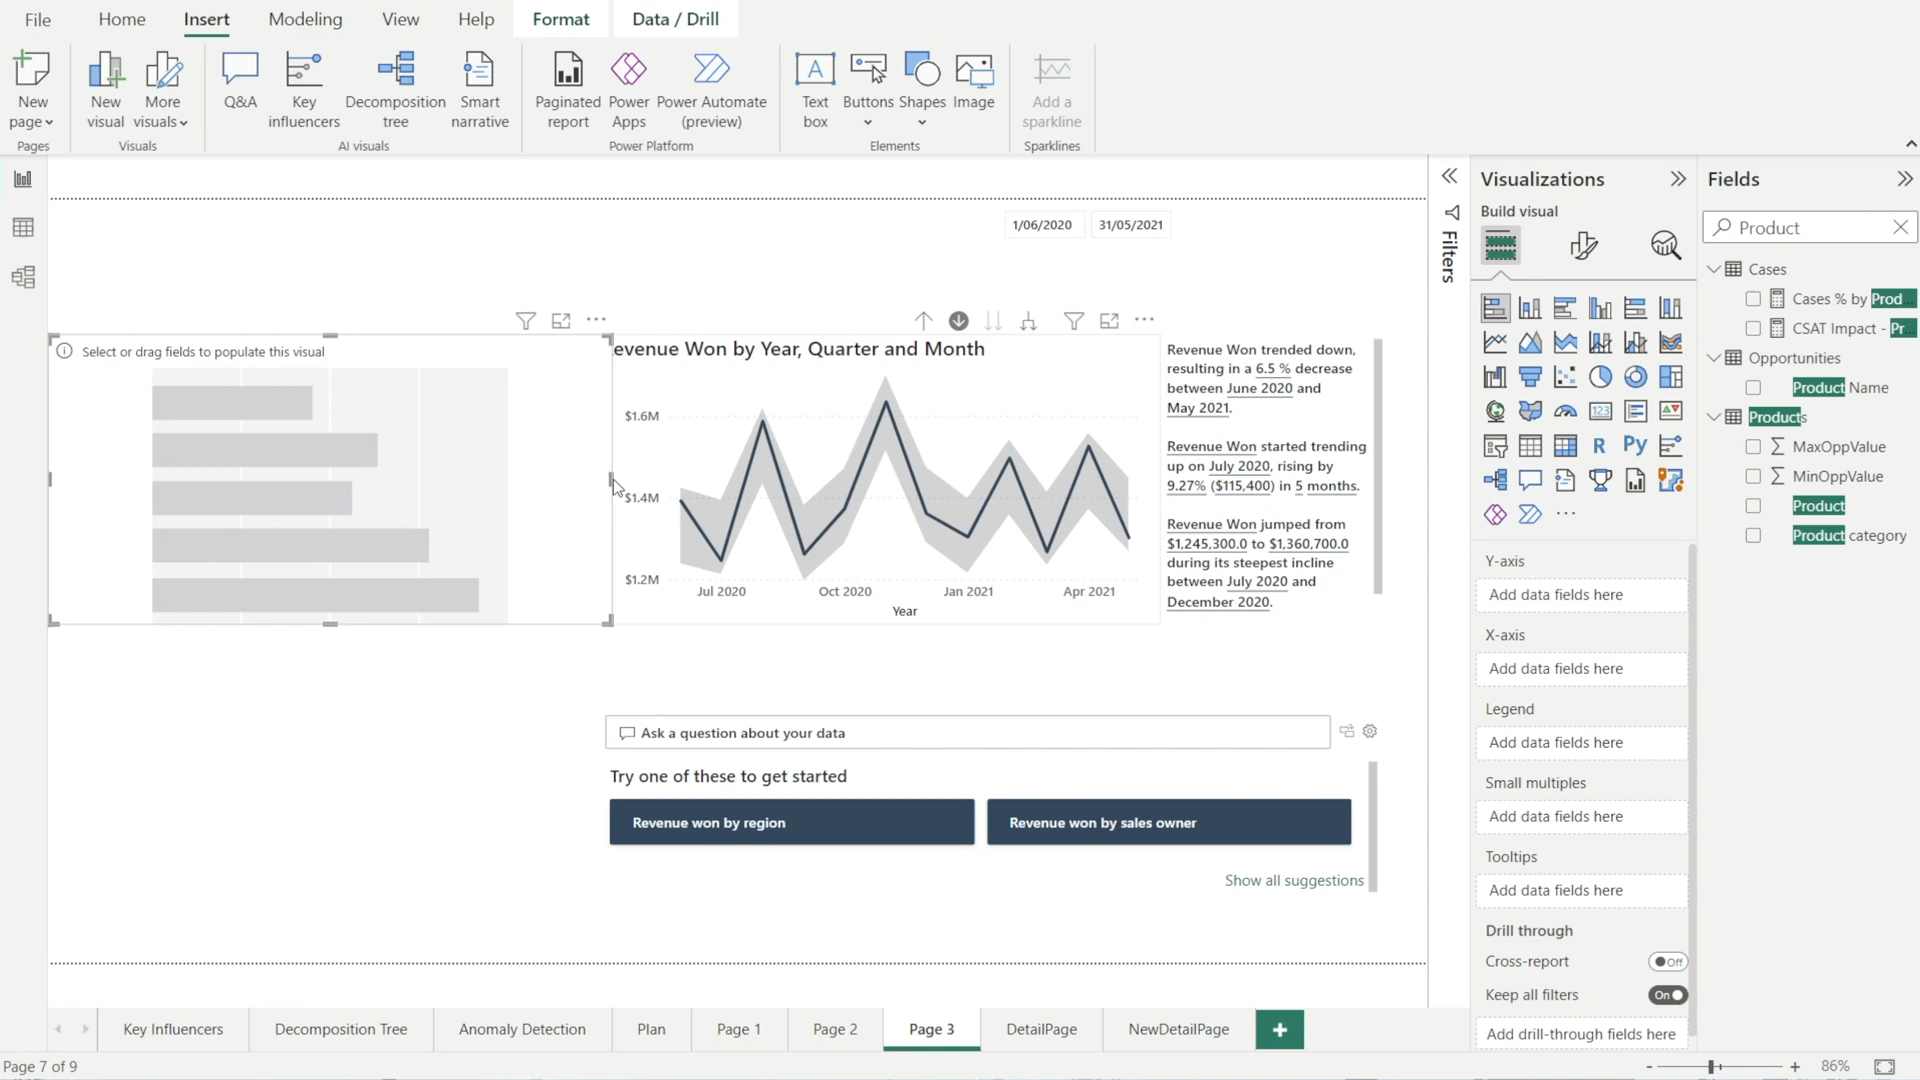 File
Home
Insert
Modeling
View
Help
Format
Data / Drill
New
page
New
visual
More
visuals
Q&A
Key
influencers
Decomposition
tree
Smart
narrative
Paginated
report
Power
Apps
Power Automate
(preview)
A
Text
box
Buttons
Shapes
Image
Add a
sparkline
Pages
Visuals
AI visuals
Power Platform
Elements
Sparklines
1/06/2020
31/05/2021
Select or drag fields to populate this visual
evenue Won by Year, Quarter and Month
$1.6M
$1.4M
$1.2M
Jul 2020
Oct 2020
Jan 2021
Apr 2021
Year
Revenue Won trended down,
resulting in a 6.5 % decrease
between June 2020 and
May 2021.
Revenue Won started trending
up on July 2020, rising by
9.27% ($115,400) in 5 months.
Revenue Won jumped from
$1,245,300.0 to $1,360,700.0
during its steepest incline
between July 2020 and
December 2020.
Ask a question about your data
Try one of these to get started
Revenue won by region
Revenue won by sales owner
Show all suggestions
Filters
Visualizations
Build visual
123
R
Py
Y-axis
Add data fields here
X-axis
Add data fields here
Legend
Add data fields here
Small multiples
Add data fields here
Tooltips
Add data fields here
Drill through
Cross-report
Off
Keep all filters
On
Add drill-through fields here
Fields
Product
Cases
Cases % by Prod...
CSAT Impact - Pr...
Opportunities
Product Name
Products
MaxOppValue
MinOppValue
Product
Product category
Key Influencers
Decomposition Tree
Anomaly Detection
Plan
Page 1
Page 2
Page 3
DetailPage
NewDetailPage
+
Page 7 of 9
- + 86%